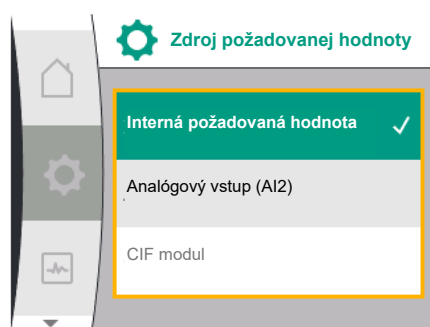 Zdroj požadovanej hodnoty
Interná požadovaná hodnota
Analógový vstup (AI2)
CIF modul